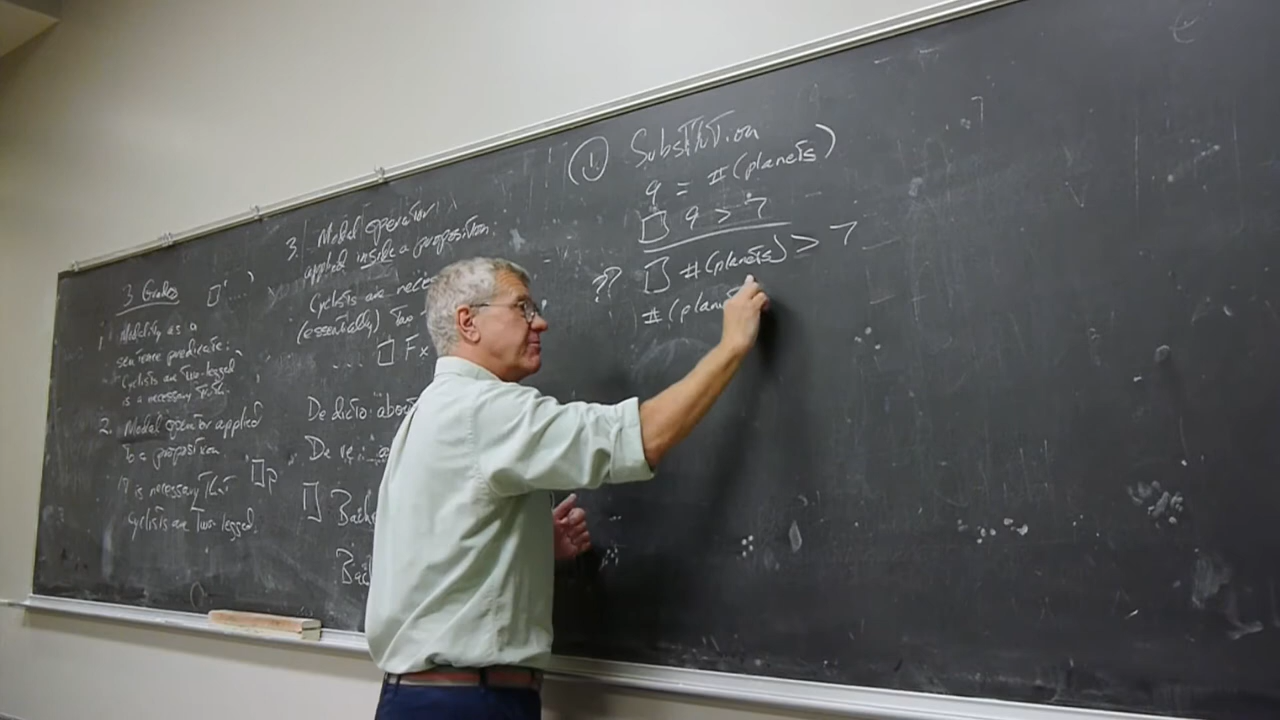 3 Grades
1. Modality as a
sentence predicate:
"Cyclists are two-legged"
is a necessary truth.
2. Modal operator applied
to a proposition
□p
It is necessary that
cyclists are two-legged.
□'....'
3. Modal operator
applied inside a proposition.
Cyclists are nece
(essentially) two
.... □ Fx
De dicto: about
De re: a
□ Bache
Bac
① Substitution
9 = #(planets)
□ 9 > 7
?? □ #(planets) > 7
#(plan